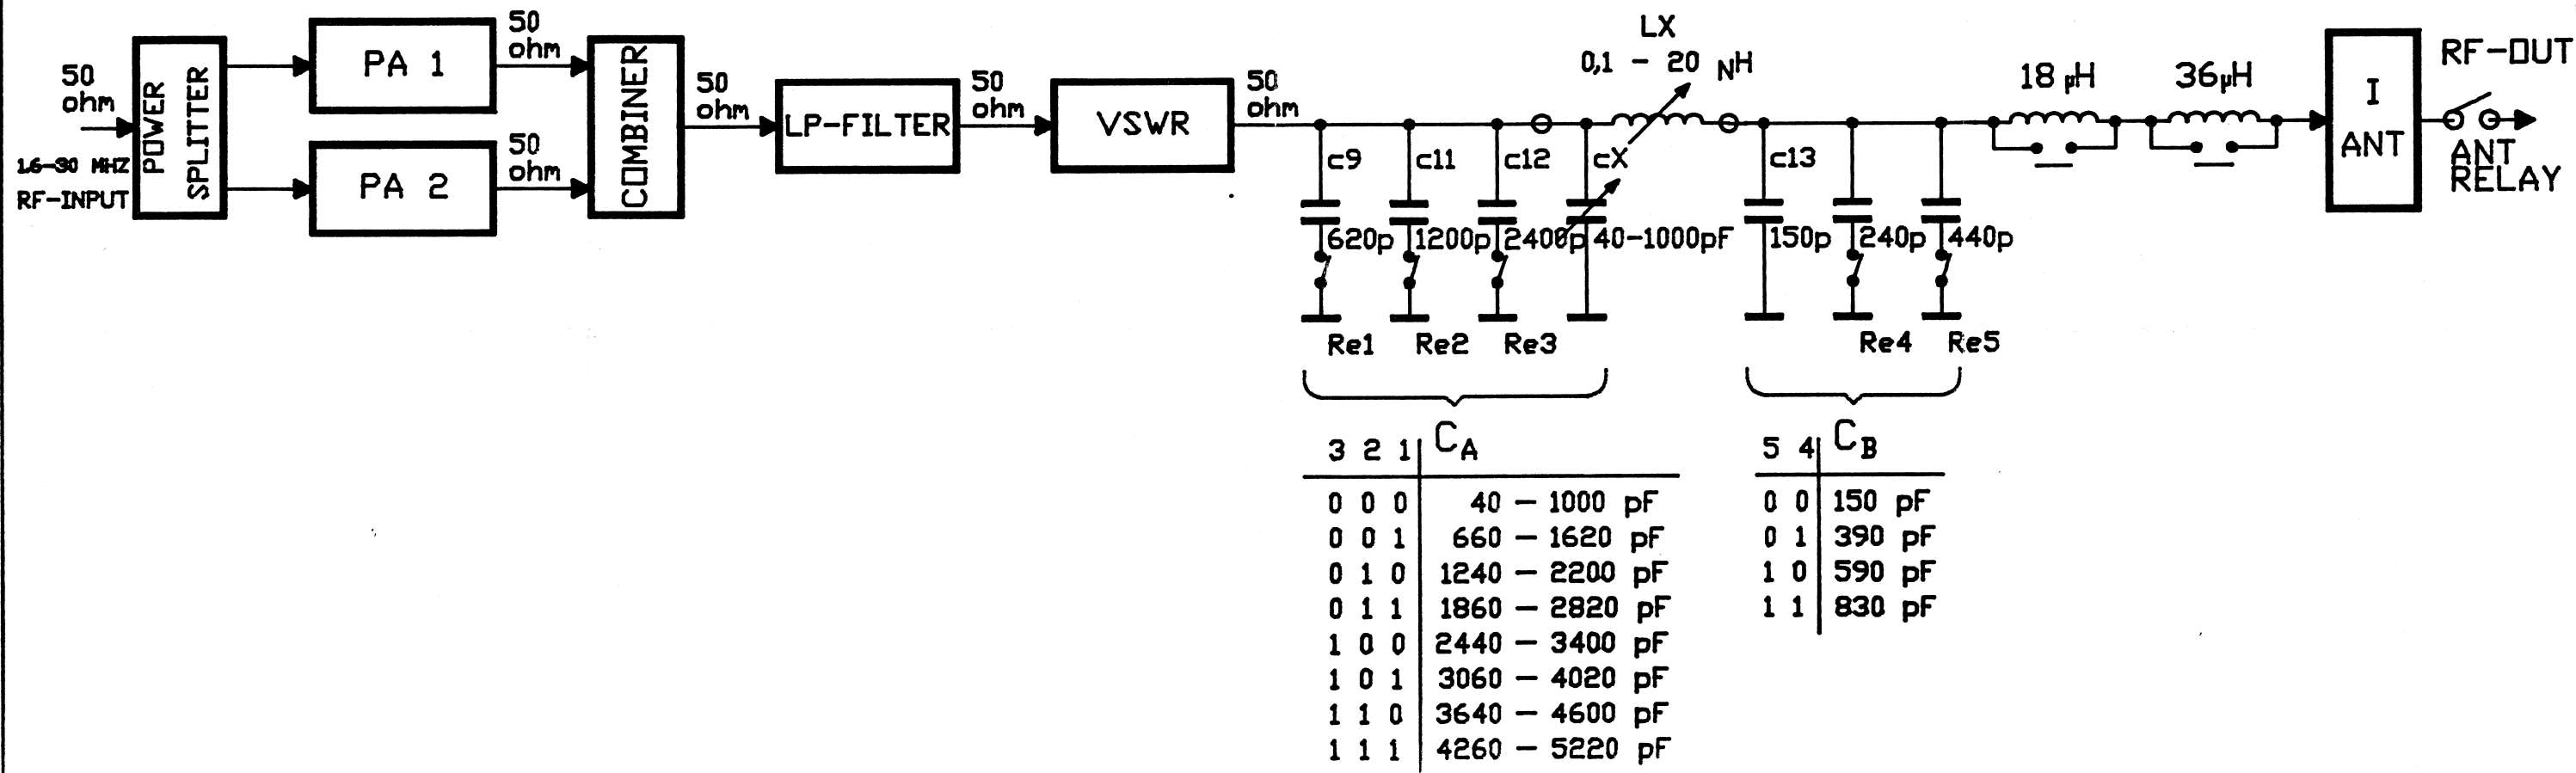 50
ohm
1.6-30 MHZ
RF-INPUT
POWER
SPLITTER
PA 1
PA 2
50
ohm
50
ohm
COMBINER
50
ohm
LP-FILTER
50
ohm
VSWR
50
ohm
LX
0,1 - 20 NH
c9
c11
c12
cX
c13
620p
1200p
2400p
40-1000pF
150p
240p
440p
Re1
Re2
Re3
Re4
Re5
18 µH
36µH
I
ANT
RF-OUT
ANT
RELAY
3 2 1 CA
0 0 0 40 - 1000 pF
0 0 1 660 - 1620 pF
0 1 0 1240 - 2200 pF
0 1 1 1860 - 2820 pF
1 0 0 2440 - 3400 pF
1 0 1 3060 - 4020 pF
1 1 0 3640 - 4600 pF
1 1 1 4260 - 5220 pF
5 4 CB
0 0 150 pF
0 1 390 pF
1 0 590 pF
1 1 830 pF